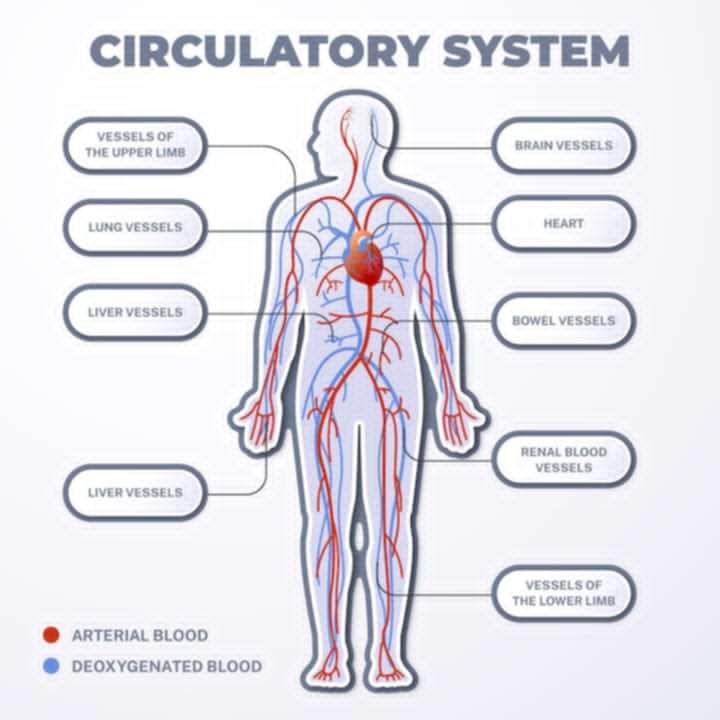 CIRCULATORY SYSTEM
VESSELS OF
THE UPPER LIMB
LUNG VESSELS
LIVER VESSELS
LIVER VESSELS
BRAIN VESSELS
HEART
BOWEL VESSELS
RENAL BLOOD
VESSELS
VESSELS OF
THE LOWER LIMB
ARTERIAL BLOOD
DEOXYGENATED BLOOD